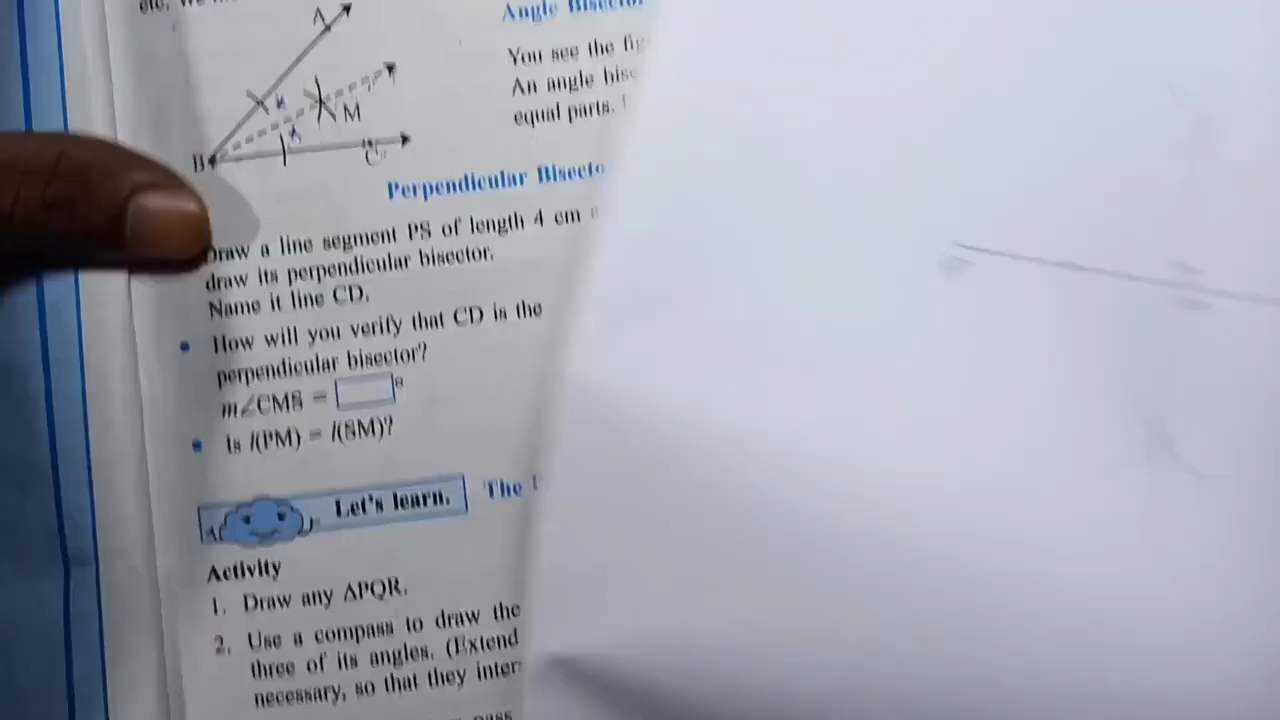 A
Angle Bisector
You see the fig
An angle bise
equal parts.
M
B
C
Perpendicular Bisecto
Draw a line segment PS of length 4 cm
draw its perpendicular bisector.
Name it line CD.
• How will you verify that CD is the
perpendicular bisector?
m∠CMS = °
• Is l(PM) = l(SM)?
Let's learn.
The
Activity
1. Draw any ΔPQR.
2. Use a compass to draw the
three of its angles. (Extend
necessary, so that they inter